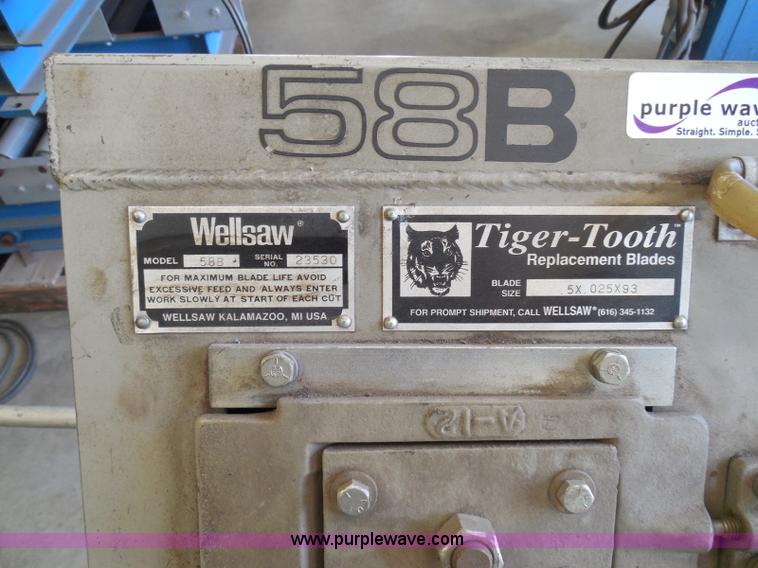 58B
purple wave
auc
Straight. Simple. S
Wellsaw®
MODEL 58B SERIAL NO. 23530
FOR MAXIMUM BLADE LIFE AVOID
EXCESSIVE FEED AND ALWAYS ENTER
WORK SLOWLY AT START OF EACH CUT
WELLSAW KALAMAZOO, MI USA
Tiger-Tooth™
Replacement Blades
BLADE SIZE .5X.025X93
FOR PROMPT SHIPMENT, CALL WELLSAW® (616) 345-1132
www.purplewave.com